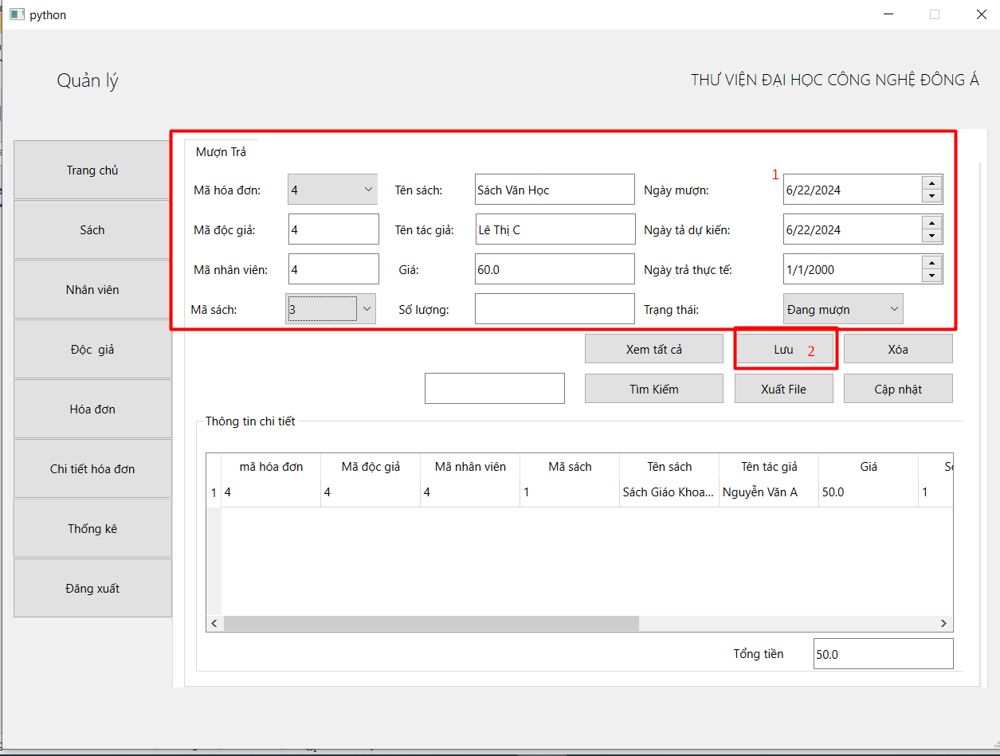 python
Quản lý
THƯ VIỆN ĐẠI HỌC CÔNG NGHỆ ĐÔNG Á
Trang chủ
Sách
Nhân viên
Độc giả
Hóa đơn
Chi tiết hóa đơn
Thống kê
Đăng xuất
Mượn Trả
1
Mã hóa đơn: 4 Tên sách: Sách Văn Học Ngày mượn: 6/22/2024
Mã độc giả: 4 Tên tác giả: Lê Thị C Ngày tả dự kiến: 6/22/2024
Mã nhân viên: 4 Giá: 60.0 Ngày trả thực tế: 1/1/2000
Mã sách: 3 Số lượng: Trạng thái: Đang mượn
Xem tất cả Lưu 2 Xóa
Tìm Kiếm Xuất File Cập nhật
Thông tin chi tiết
mã hóa đơn Mã độc giả Mã nhân viên Mã sách Tên sách Tên tác giả Giá
1 4 4 4 1 Sách Giáo Khoa... Nguyễn Văn A 50.0 1
Tổng tiền 50.0